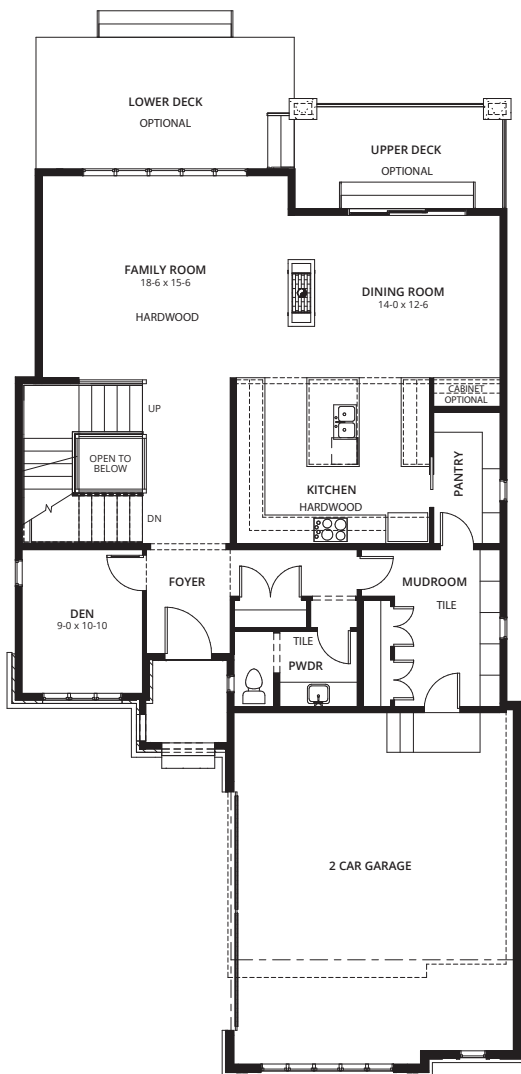 LOWER DECK
OPTIONAL
UPPER DECK
OPTIONAL
FAMILY ROOM
18-6 x 15-6
HARDWOOD
DINING ROOM
14-0 x 12-6
CABINET
OPTIONAL
UP
OPEN TO
BELOW
DN
KITCHEN
HARDWOOD
PANTRY
FOYER
MUDROOM
TILE
DEN
9-0 x 10-10
TILE
PWDR
2 CAR GARAGE